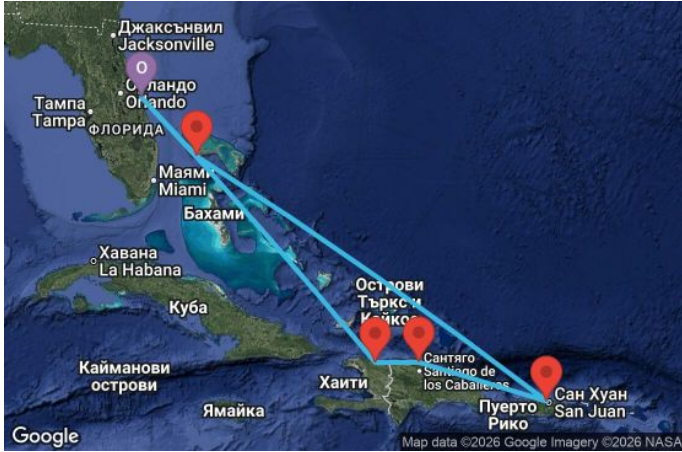 Джаксънвил
Jacksonville
O
Орландо
Orlando
Тампа
Tampa
ФЛОРИДА
Маями
Miami
Бахами
Хавана
La Habana
Куба
Острови
Търкс и
Кайкос
Кайманови
острови
Хаити
Сантяго
Santiago de
los Caballeros
Ямайка
Пуерто
Рико
Сан Хуан
San Juan
Google
Map data ©2026 Google Imagery ©2026 NASA